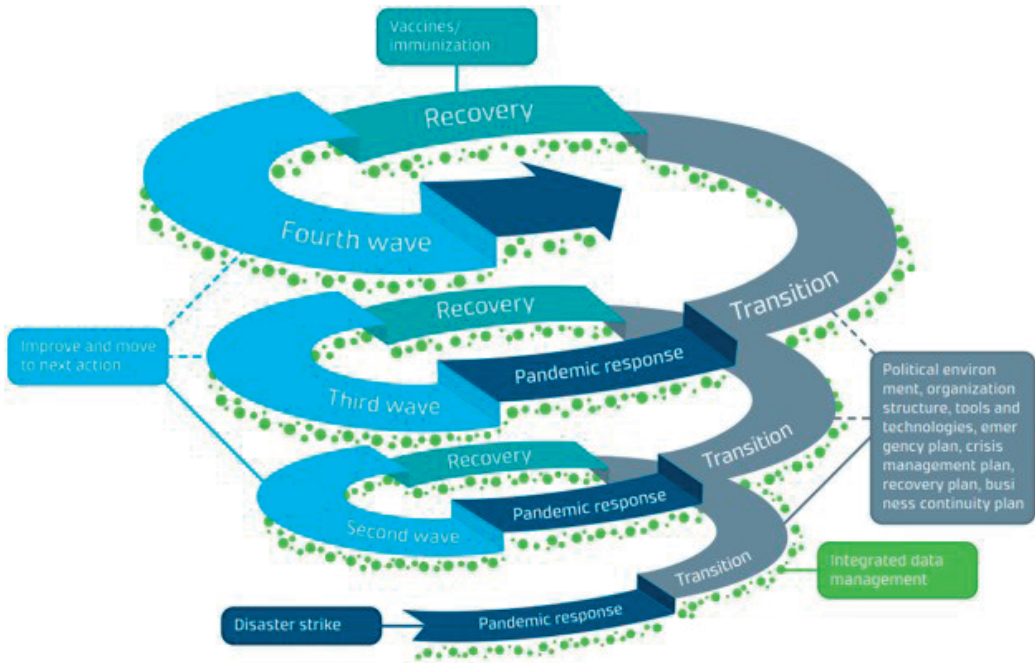 Vaccines/
immunization
Recovery
Fourth wave
Transition
Recovery
Pandemic response
Third wave
Improve and move
to next action
Political environ
ment, organization
structure, tools and
technologies, emer
gency plan, crisis
management plan,
recovery plan, busi
ness continuity plan
Transition
Recovery
Pandemic response
Second wave
Integrated data
management
Transition
Disaster strike
Pandemic response